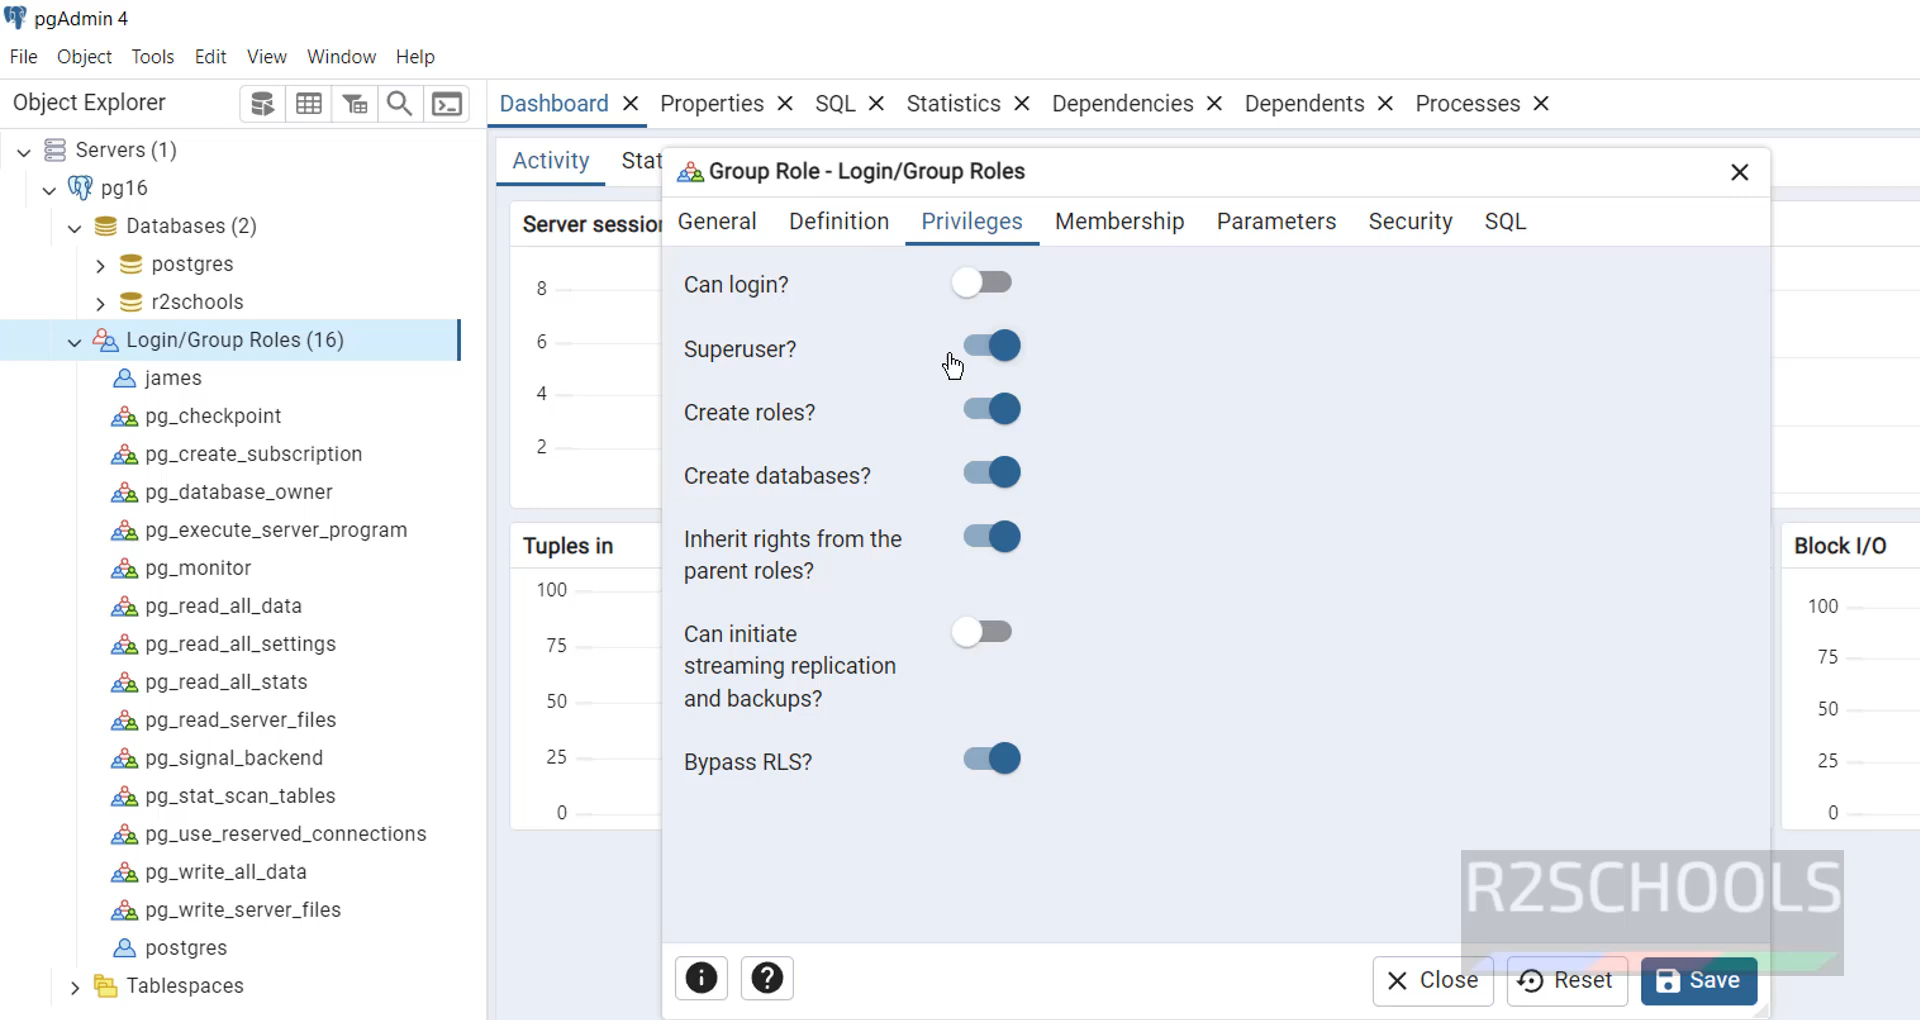 pgAdmin 4
File Object Tools Edit View Window Help
Object Explorer
Dashboard Properties SQL Statistics Dependencies Dependents Processes
Servers (1)
pg16
Databases (2)
postgres
r2schools
Login/Group Roles (16)
james
pg_checkpoint
pg_create_subscription
pg_database_owner
pg_execute_server_program
pg_monitor
pg_read_all_data
pg_read_all_settings
pg_read_all_stats
pg_read_server_files
pg_signal_backend
pg_stat_scan_tables
pg_use_reserved_connections
pg_write_all_data
pg_write_server_files
postgres
Tablespaces
Activity Stat
Server session
8
6
4
2
Tuples in
100
75
50
25
0
Group Role - Login/Group Roles
General Definition Privileges Membership Parameters Security SQL
Can login?
Superuser?
Create roles?
Create databases?
Inherit rights from the
parent roles?
Can initiate
streaming replication
and backups?
Bypass RLS?
Close Reset Save
Block I/O
100
75
50
25
0
R2SCHOOLS